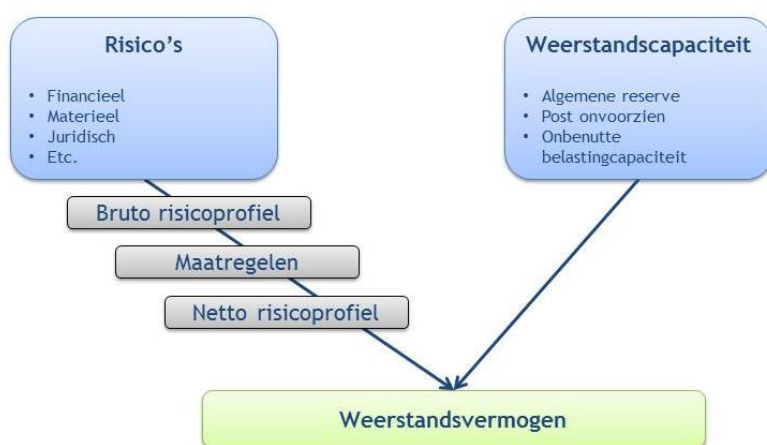 Risico's
• Financieel
• Materieel
• Juridisch
• Etc.
Weerstandscapaciteit
• Algemene reserve
• Post onvoorzien
• Onbenutte
belastingcapaciteit
Bruto risicoprofiel
Maatregelen
Netto risicoprofiel
Weerstandsvermogen